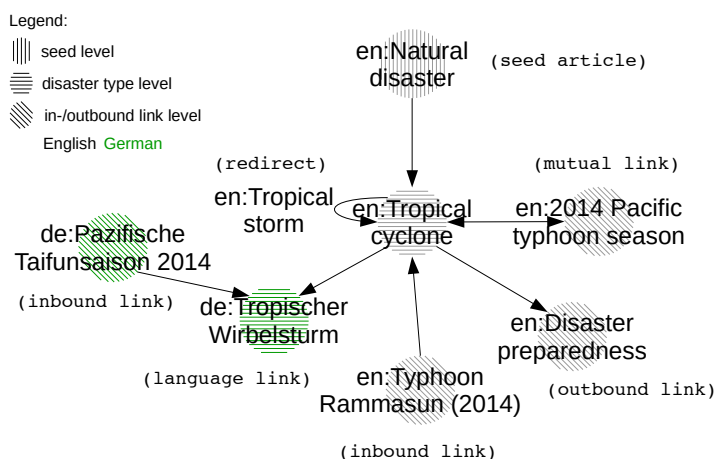 Legend:
seed level
disaster type level
in-/outbound link level
English German
en:Natural
disaster
(seed article)
(redirect)
(mutual link)
en:Tropical
storm
en:Tropical
cyclone
en:2014 Pacific
typhoon season
de:Pazifische
Taifunsaison 2014
(inbound link)
de:Tropischer
Wirbelsturm
(language link)
en:Disaster
preparedness
(outbound link)
en:Typhoon
Rammasun (2014)
(inbound link)